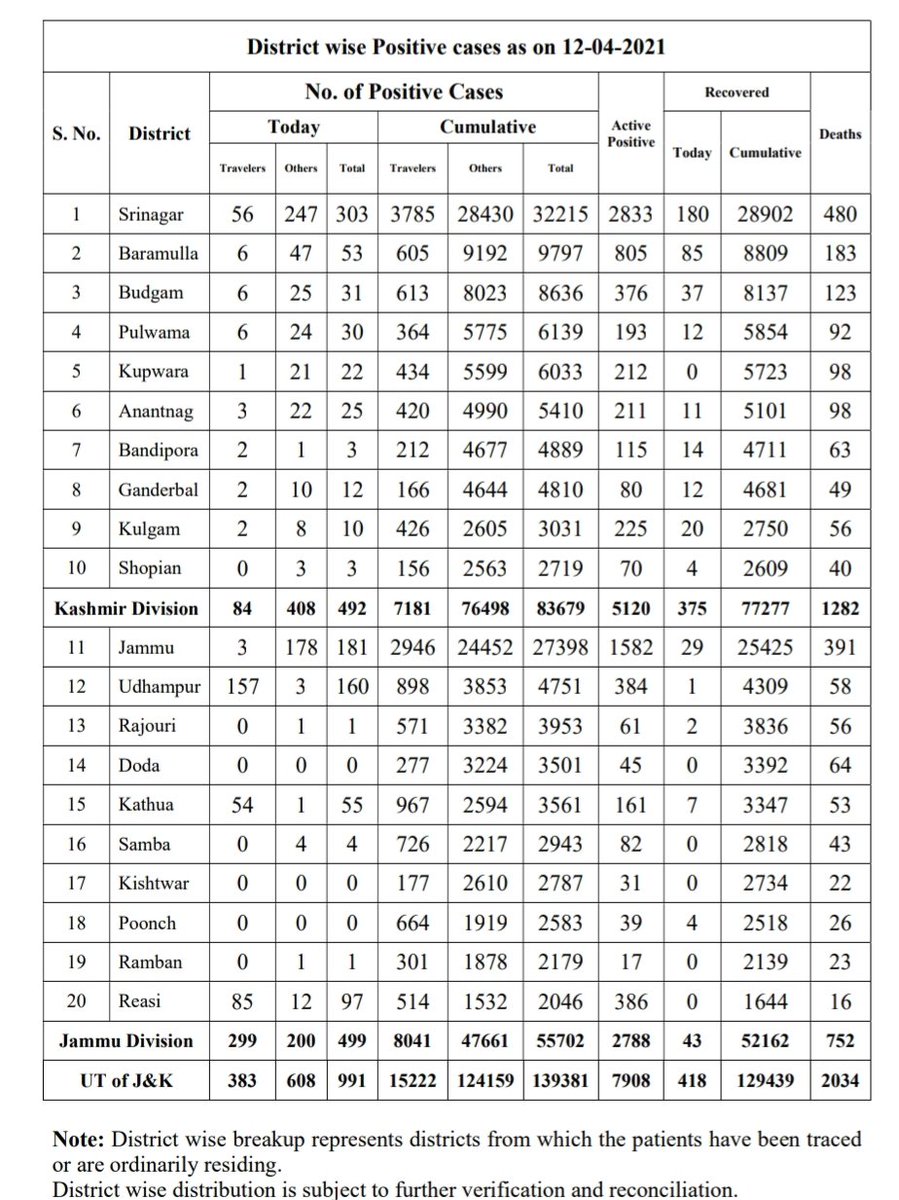 District wise Positive cases as on 12-04-2021
S. No. District No. of Positive Cases Active Positive Recovered Deaths
Today Cumulative Today Cumulative
Travelers Others Total Travelers Others Total
1 Srinagar 56 247 303 3785 28430 32215 2833 180 28902 480
2 Baramulla 6 47 53 605 9192 9797 805 85 8809 183
3 Budgam 6 25 31 613 8023 8636 376 37 8137 123
4 Pulwama 6 24 30 364 5775 6139 193 12 5854 92
5 Kupwara 1 21 22 434 5599 6033 212 0 5723 98
6 Anantnag 3 22 25 420 4990 5410 211 11 5101 98
7 Bandipora 2 1 3 212 4677 4889 115 14 4711 63
8 Ganderbal 2 10 12 166 4644 4810 80 12 4681 49
9 Kulgam 2 8 10 426 2605 3031 225 20 2750 56
10 Shopian 0 3 3 156 2563 2719 70 4 2609 40
Kashmir Division 84 408 492 7181 76498 83679 5120 375 77277 1282
11 Jammu 3 178 181 2946 24452 27398 1582 29 25425 391
12 Udhampur 157 3 160 898 3853 4751 384 1 4309 58
13 Rajouri 0 1 1 571 3382 3953 61 2 3836 56
14 Doda 0 0 0 277 3224 3501 45 0 3392 64
15 Kathua 54 1 55 967 2594 3561 161 7 3347 53
16 Samba 0 4 4 726 2217 2943 82 0 2818 43
17 Kishtwar 0 0 0 177 2610 2787 31 0 2734 22
18 Poonch 0 0 0 664 1919 2583 39 4 2518 26
19 Ramban 0 1 1 301 1878 2179 17 0 2139 23
20 Reasi 85 12 97 514 1532 2046 386 0 1644 16
Jammu Division 299 200 499 8041 47661 55702 2788 43 52162 752
UT of J&K 383 608 991 15222 124159 139381 7908 418 129439 2034
Note: District wise breakup represents districts from which the patients have been traced
or are ordinarily residing.
District wise distribution is subject to further verification and reconciliation.